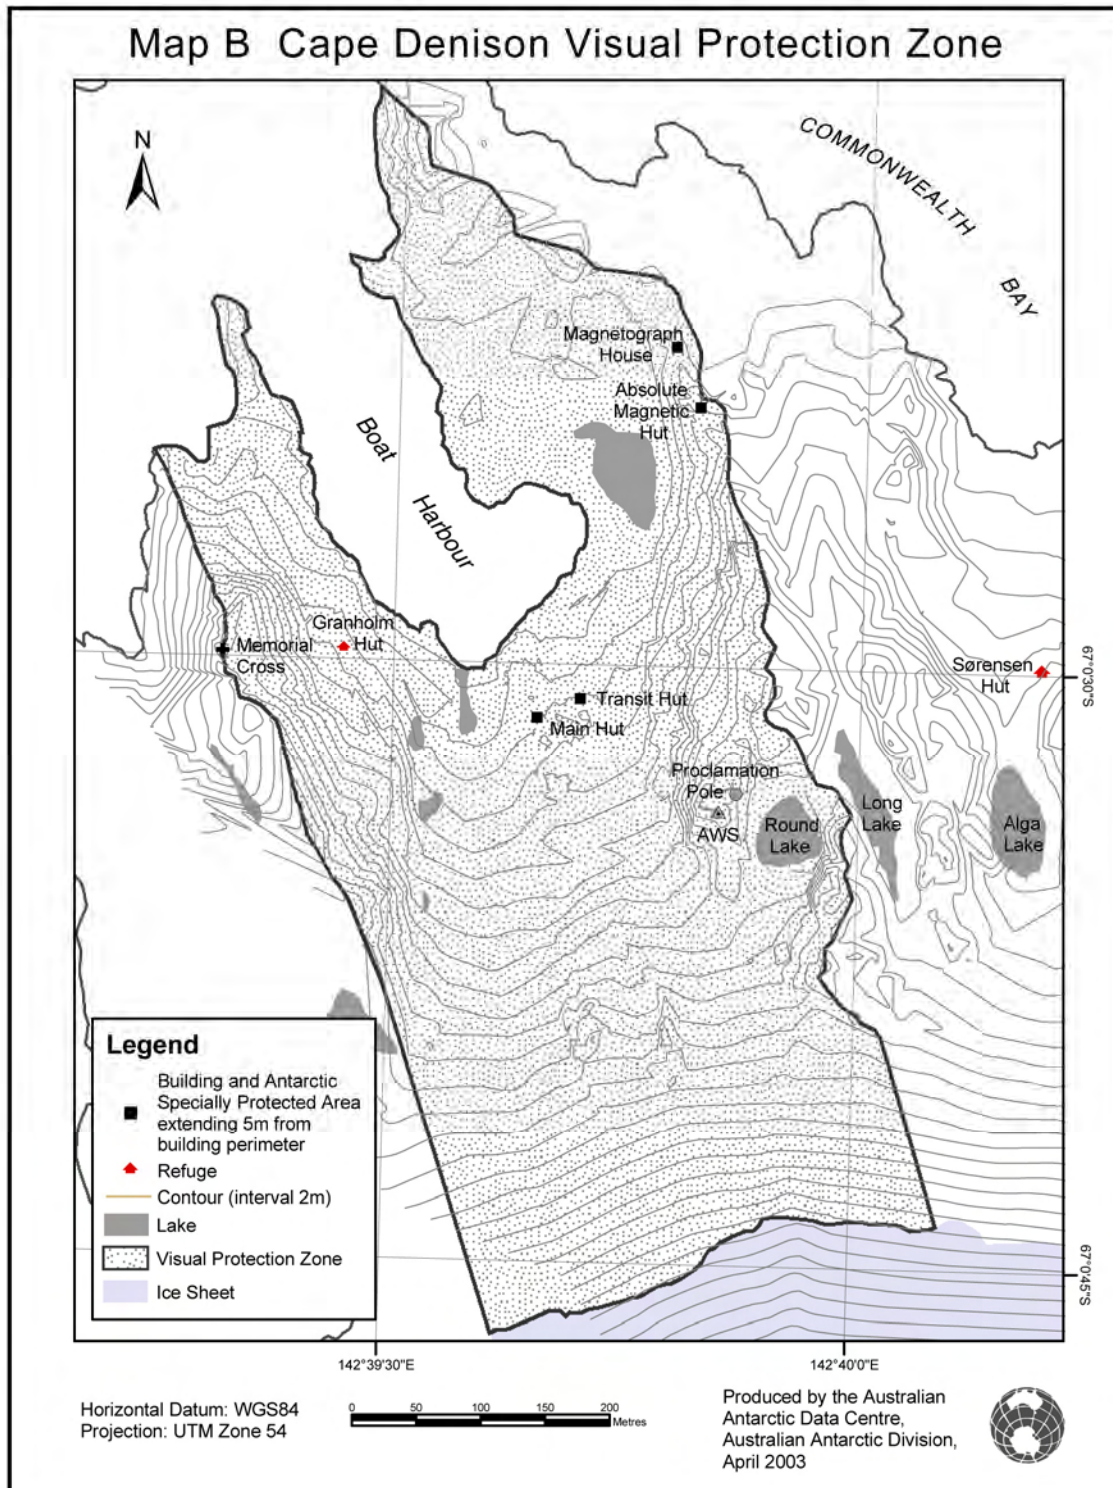 Map B Cape Denison Visual Protection Zone
N
COMMONWEALTH
BAY
Magnetograph
House
Absolute
Magnetic
Hut
Boat
Harbour
Granholm
Hut
Memorial
Cross
Sørensen
Hut
67°0'30"S
Transit Hut
Main Hut
Proclamation
Pole
AWS
Round
Lake
Long
Lake
Alga
Lake
Legend
Building and Antarctic
Specially Protected Area
extending 5m from
building perimeter
Refuge
Contour (interval 2m)
Lake
Visual Protection Zone
Ice Sheet
67°0'45"S
142°39'30"E
142°40'0"E
Horizontal Datum: WGS84
Projection: UTM Zone 54
0 50 100 150 200
Metres
Produced by the Australian
Antarctic Data Centre,
Australian Antarctic Division,
April 2003